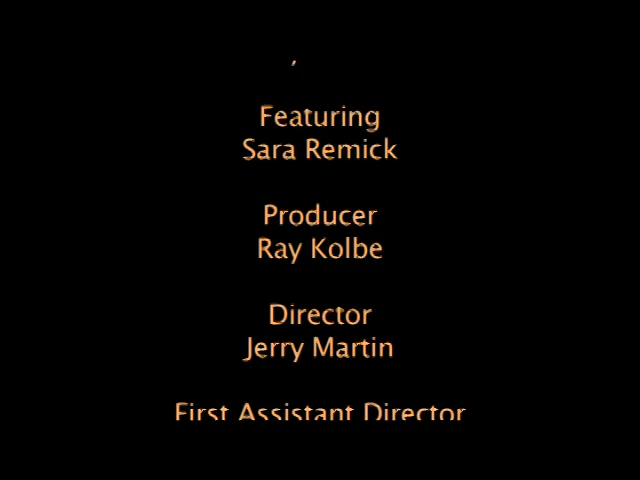 Featuring
Sara Remick
Producer
Ray Kolbe
Director
Jerry Martin
First Assistant Director